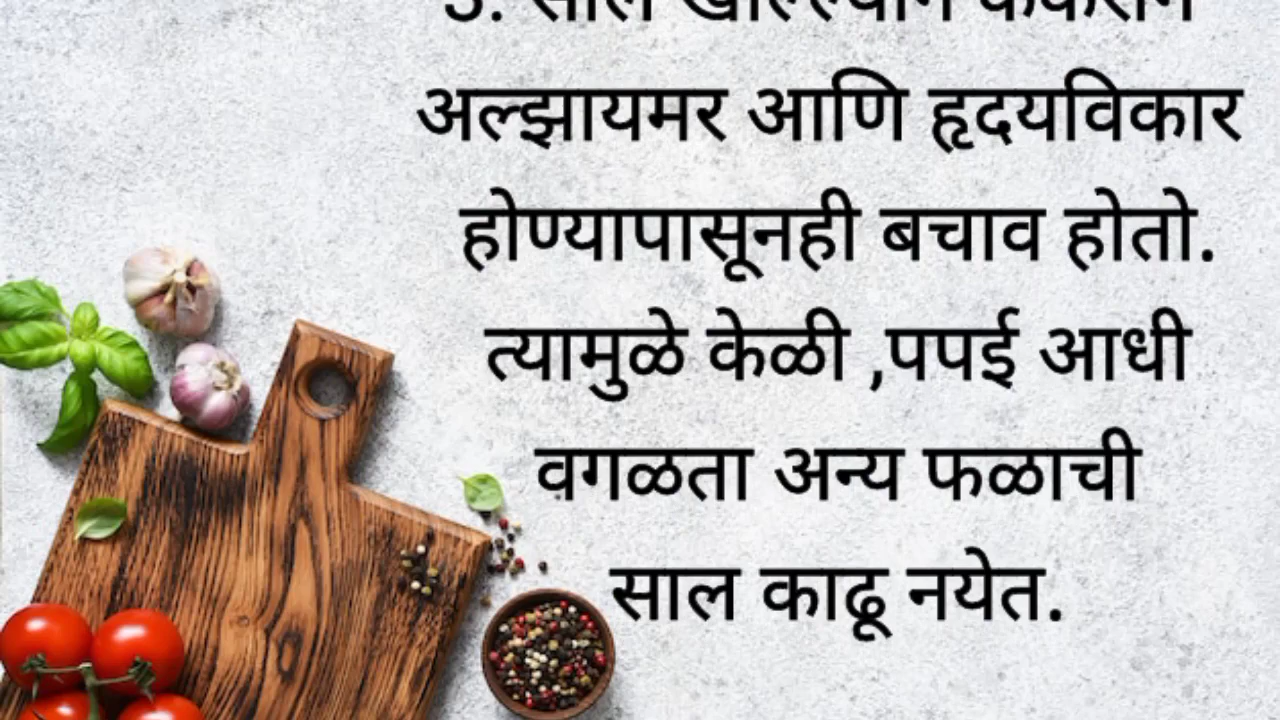 अल्झायमर आणि हृदयविकार
होण्यापासूनही बचाव होतो.
त्यामुळे केळी ,पपई आधी
वगळता अन्य फळाची
साल काढू नयेत.